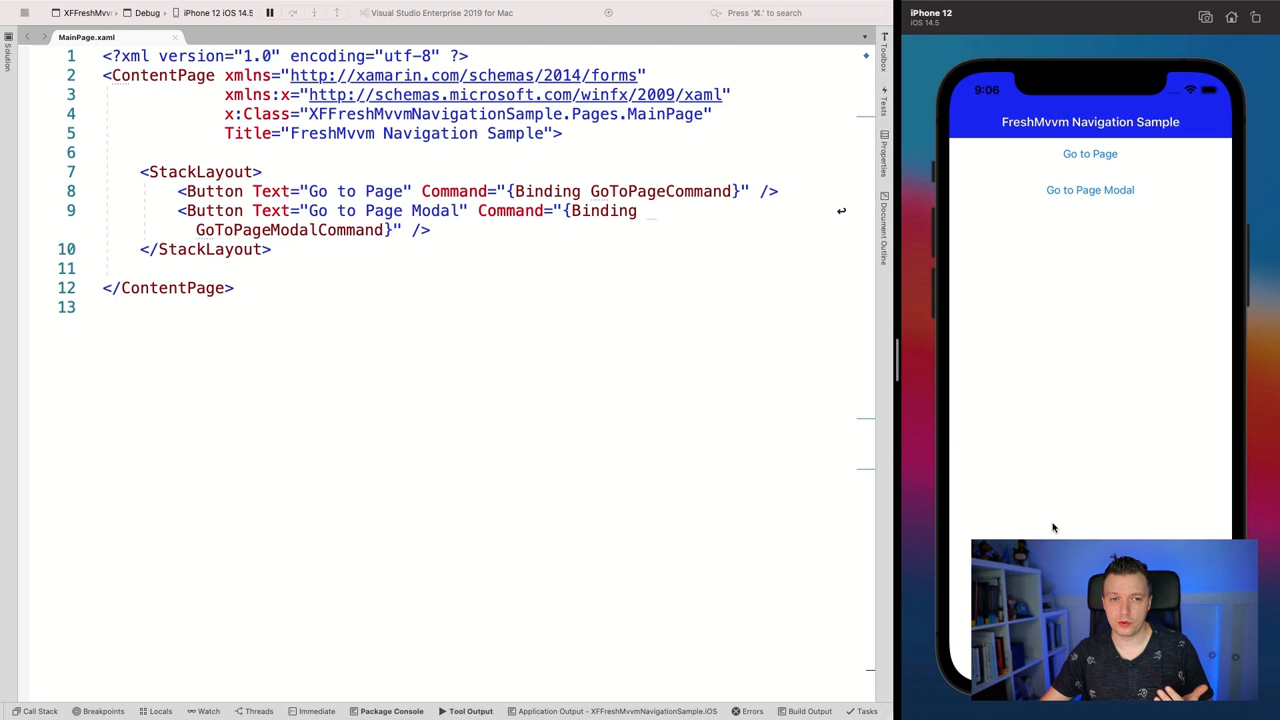 XFFreshMvv
Debug
iPhone 12 iOS 14.5
Visual Studio Enterprise 2019 for Mac
Press '⌘.' to search
Solution
MainPage.xaml
1 <?xml version="1.0" encoding="utf-8" ?>
2 <ContentPage xmlns="http://xamarin.com/schemas/2014/forms"
3 xmlns:x="http://schemas.microsoft.com/winfx/2009/xaml"
4 x:Class="XFFreshMvvmNavigationSample.Pages.MainPage"
5 Title="FreshMvvm Navigation Sample">
6
7 <StackLayout>
8 <Button Text="Go to Page" Command="{Binding GoToPageCommand}" />
9 <Button Text="Go to Page Modal" Command="{Binding
GoToPageModalCommand}" />
10 </StackLayout>
11
12 </ContentPage>
13
Toolbox
Tests
Properties
Document Outline
Call Stack
Breakpoints
Locals
Watch
Threads
Immediate
Package Console
Tool Output
Application Output - XFFreshMvvmNavigationSample.iOS
Errors
Build Output
Tasks
iPhone 12
iOS 14.5
9:06
FreshMvvm Navigation Sample
Go to Page
Go to Page Modal